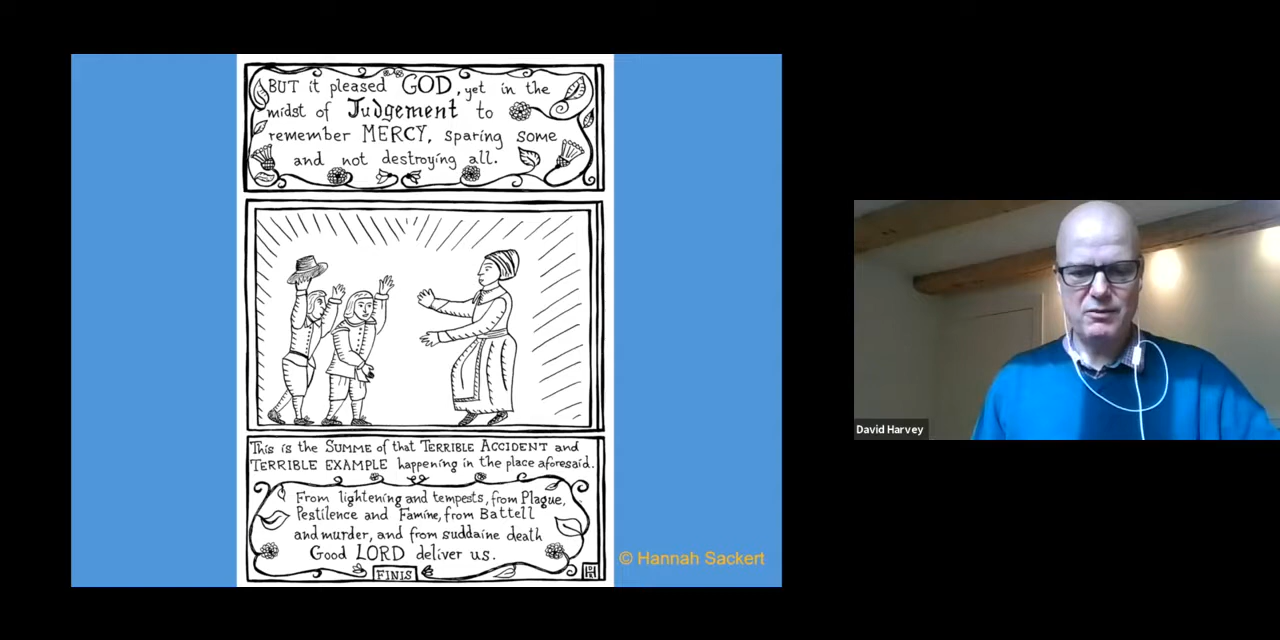 BUT it pleased GOD, yet in the
midst of Judgement to
remember MERCY, sparing some
and not destroying all.
This is the SUMME of that TERRIBLE ACCIDENT and
TERRIBLE EXAMPLE happening in the place aforesaid.
From lightening and tempests, from Plague,
Pestilence and Famine, from Battell
and murder, and from suddaine death
Good LORD deliver us.
FINIS
© Hannah Sackert
David Harvey